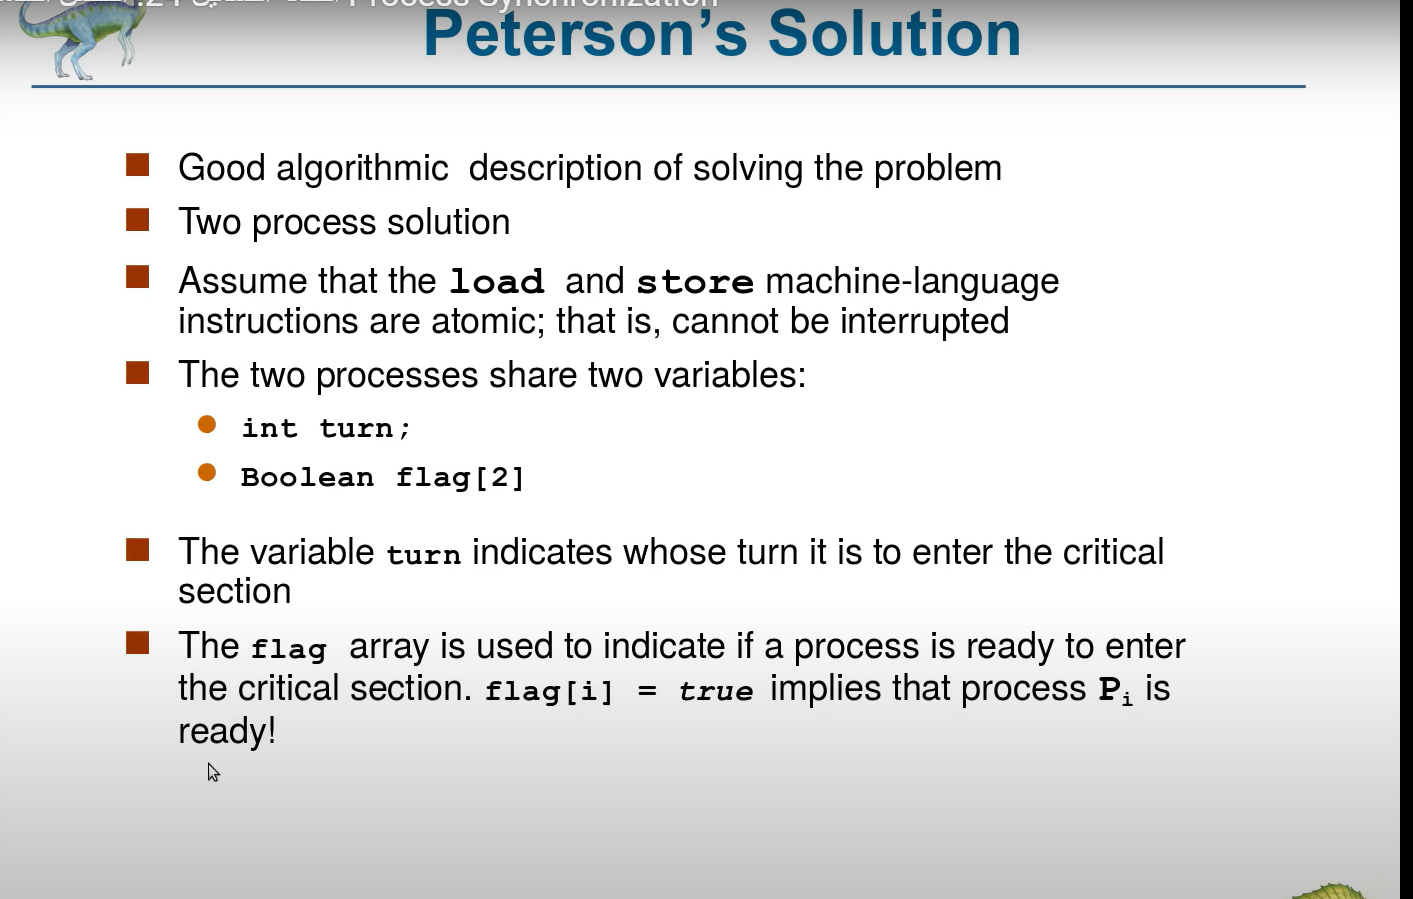 Process Synchronization
Peterson’s Solution
Good algorithmic description of solving the problem
Two process solution
Assume that the load and store machine-language
instructions are atomic; that is, cannot be interrupted
The two processes share two variables:
int turn;
Boolean flag[2]
The variable turn indicates whose turn it is to enter the critical
section
The flag array is used to indicate if a process is ready to enter
the critical section. flag[i] = true implies that process Pi is
ready!